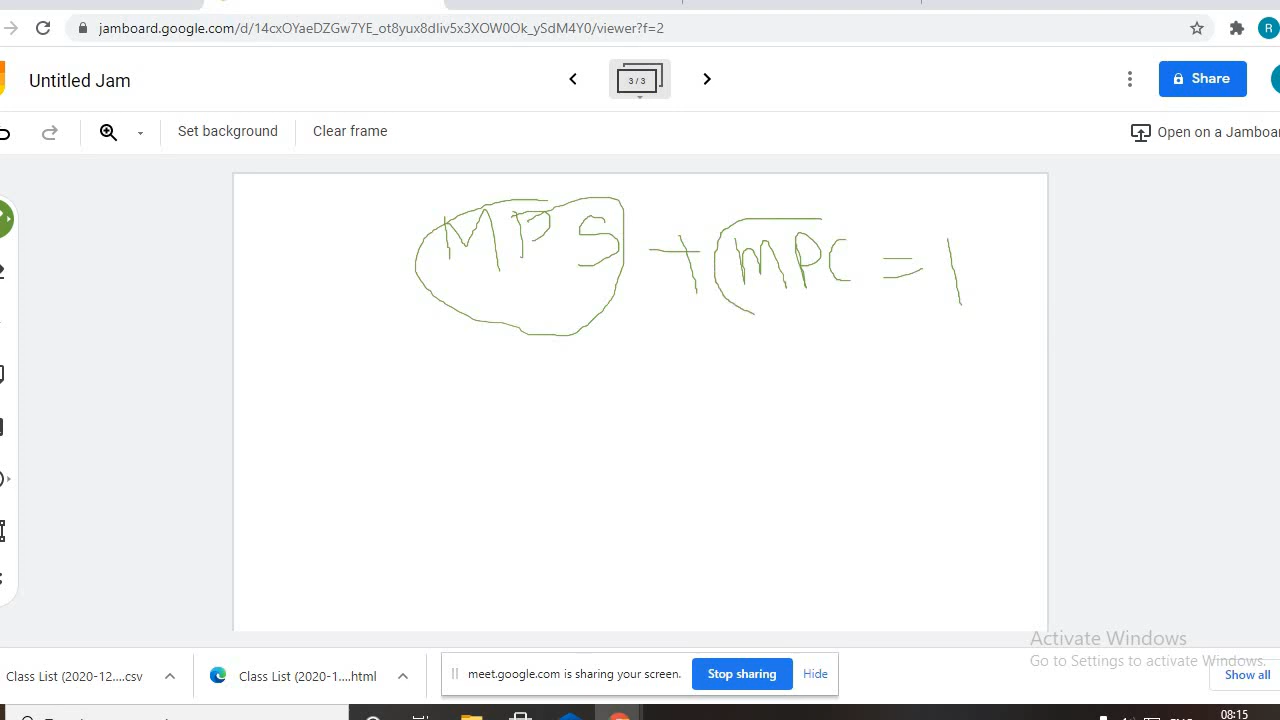 jamboard.google.com/d/14cxOYaeDZGw7YE_ot8yux8dIiv5x3XOW0Ok_ySdM4Y0/viewer?f=2
R
Untitled Jam
3 / 3
Share
Set background
Clear frame
Open on a Jamboar
MPS + MPC = 1
Activate Windows
Go to Settings to activate Windows.
Class List (2020-12....csv
Class List (2020-1....html
meet.google.com is sharing your screen.
Stop sharing
Hide
Show all
08:15